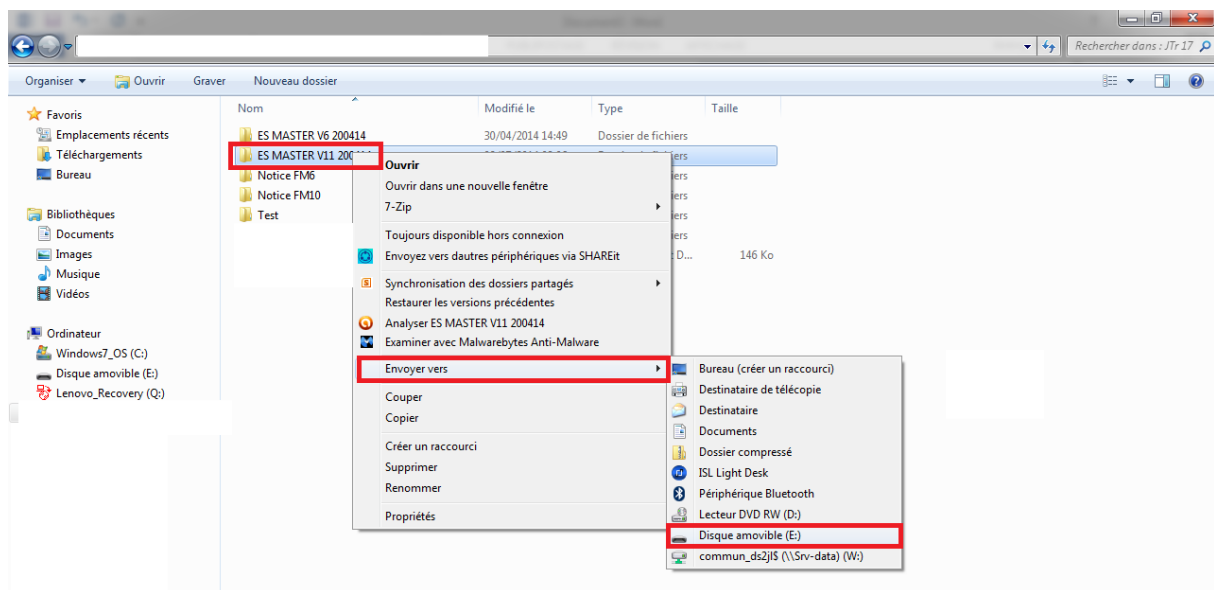 Rechercher dans : JTr 17
Organiser
Ouvrir
Graver
Nouveau dossier
Favoris
Emplacements récents
Téléchargements
Bureau
Bibliothèques
Documents
Images
Musique
Vidéos
Ordinateur
Windows7_OS (C:)
Disque amovible (E:)
Lenovo_Recovery (Q:)
Nom Modifié le Type Taille
ES MASTER V6 200414 30/04/2014 14:49 Dossier de fichiers
ES MASTER V11
Notice FM6
Notice FM10
Test
146 Ko
Ouvrir
Ouvrir dans une nouvelle fenêtre
7-Zip
Toujours disponible hors connexion
Envoyez vers dautres périphériques via SHAREit
Synchronisation des dossiers partagés
Restaurer les versions précédentes
Analyser ES MASTER V11 200414
Examiner avec Malwarebytes Anti-Malware
Envoyer vers
Couper
Copier
Créer un raccourci
Supprimer
Renommer
Propriétés
Bureau (créer un raccourci)
Destinataire de télécopie
Destinataire
Documents
Dossier compressé
ISL Light Desk
Périphérique Bluetooth
Lecteur DVD RW (D:)
Disque amovible (E:)
commun_ds2jl$ (\\Srv-data) (W:)